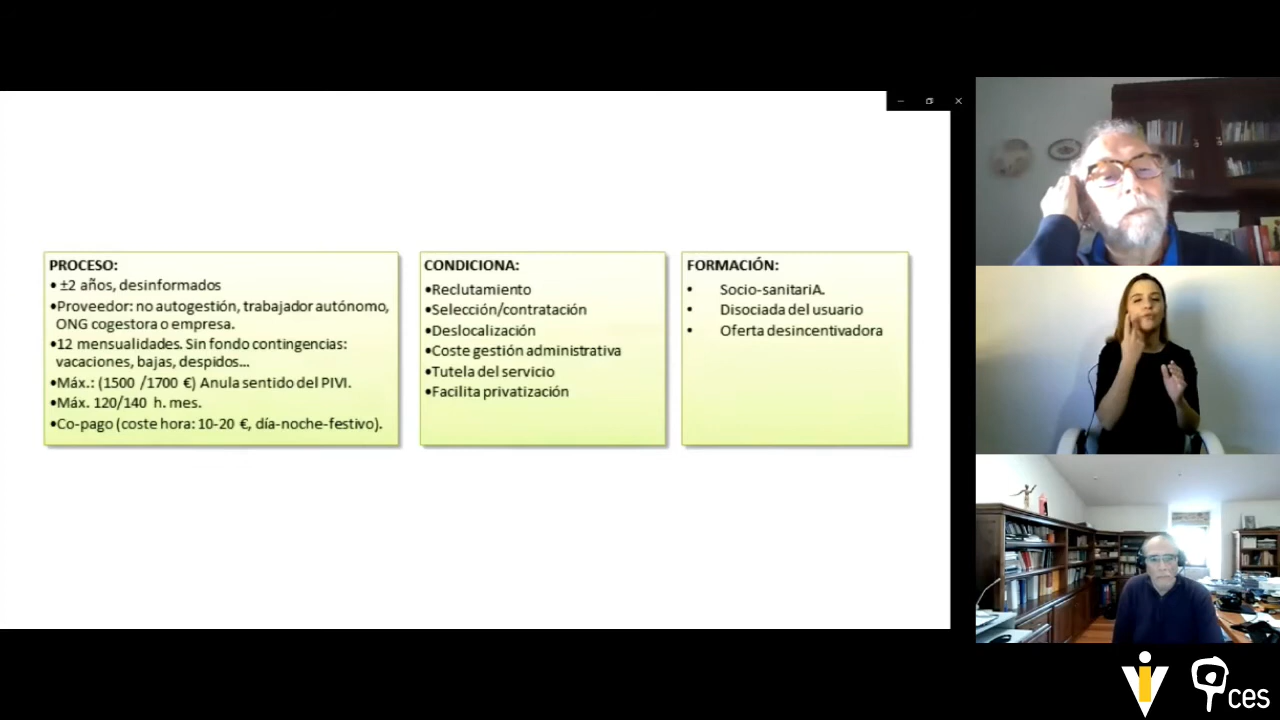 PROCESO:
• ±2 años, desinformados
•Proveedor: no autogestión, trabajador autónomo,
ONG cogestora o empresa.
•12 mensualidades. Sin fondo contingencias:
vacaciones, bajas, despidos...
•Máx.: (1500 /1700 €) Anula sentido del PIVI.
•Máx. 120/140 h. mes.
•Co-pago (coste hora: 10-20 €, día-noche-festivo).
CONDICIONA:
•Reclutamiento
•Selección/contratación
•Deslocalización
•Coste gestión administrativa
•Tutela del servicio
•Facilita privatización
FORMACIÓN:
• Socio-sanitariA.
• Disociada del usuario
• Oferta desincentivadora
iV
ces